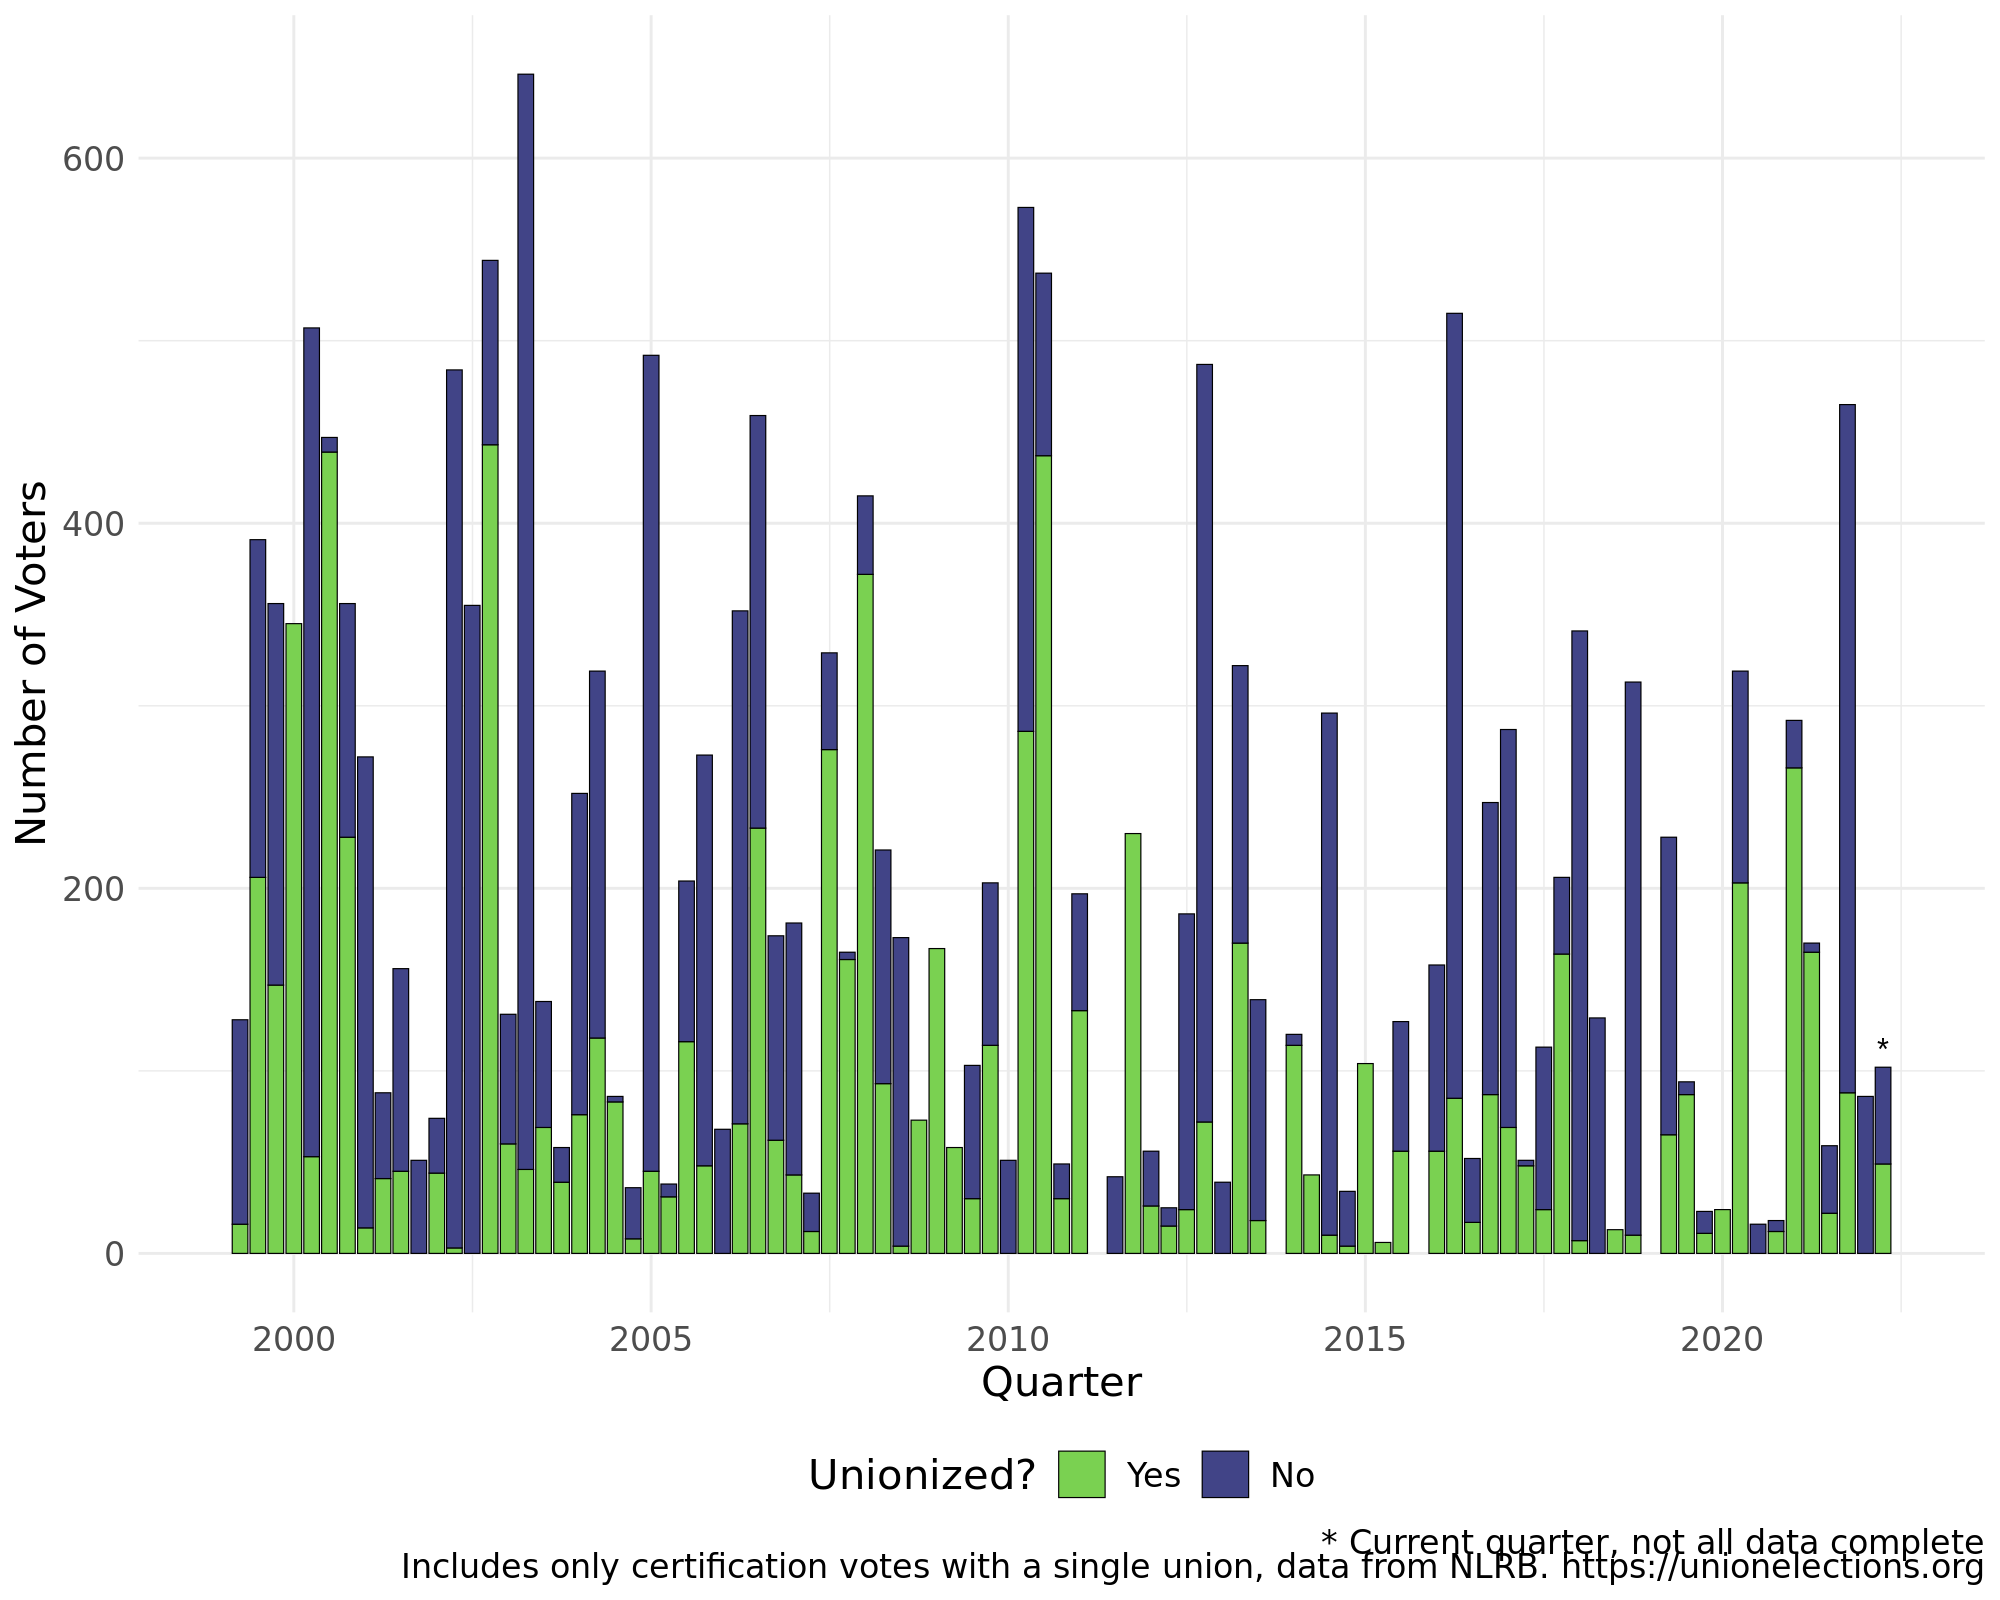 600
400
200
0
Number of Voters
*
2000 2005 2010 2015 2020
Quarter
Unionized? Yes No
* Current quarter, not all data complete
Includes only certification votes with a single union, data from NLRB. https://unionelections.org